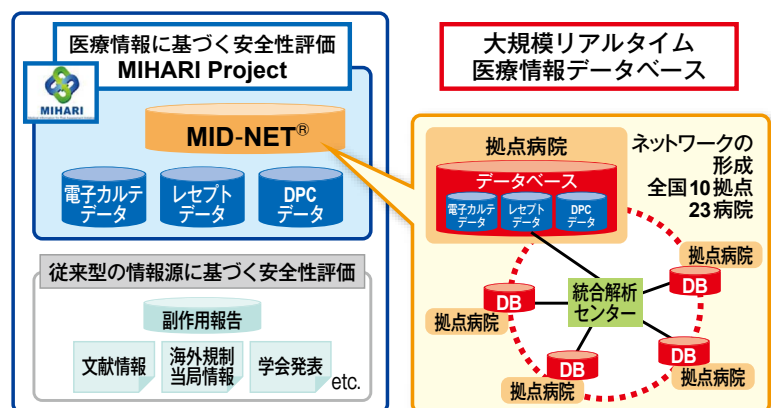 医療情報に基づく安全性評価
MIHARI Project
MIHARI
MID-NET®
電子カルテ
データ
レセプト
データ
DPC
データ
従来型の情報源に基づく安全性評価
副作用報告
文献情報
海外規制
当局情報
学会発表
etc.
大規模リアルタイム
医療情報データベース
拠点病院
データベース
電子カルテ
データ
レセプト
データ
DPC
データ
ネットワークの
形成
全国10拠点
23病院
拠点病院
DB
DB
統合解析
センター
拠点病院
DB
DB
拠点病院
拠点病院